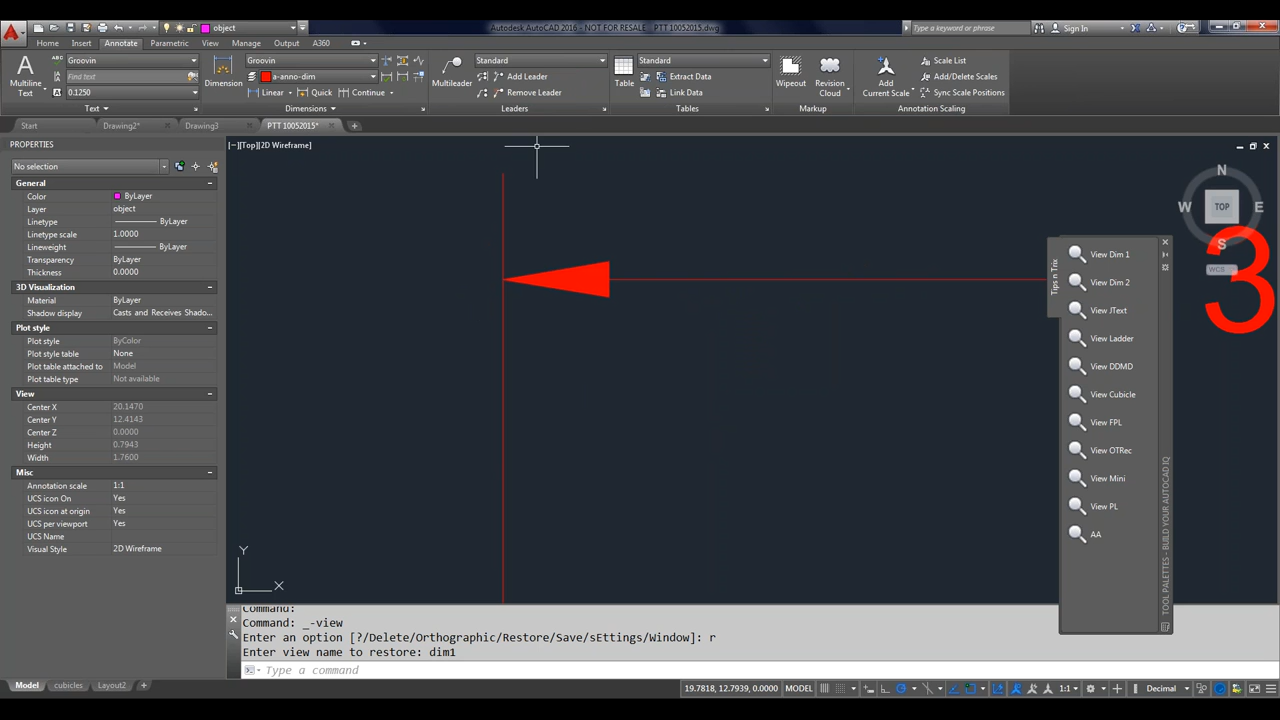 object
Autodesk AutoCAD 2016 - NOT FOR RESALE PTT 10052015.dwg
Type a keyword or phrase
Sign In
Home Insert Annotate Parametric View Manage Output A360
Groovin
Find text
0.1250
Multiline
Text
Text
Dimension
Standard
a-anno-dim
Linear Quick Continue
Dimensions
Multileader
Standard
Add Leader
Remove Leader
Leaders
Table
Standard
Extract Data
Link Data
Tables
Wipeout
Revision
Cloud
Markup
Add
Current Scale
Scale List
Add/Delete Scales
Sync Scale Positions
Annotation Scaling
Start Drawing2* Drawing3 PTT 10052015*
PROPERTIES
No selection
General
Color ByLayer
Layer object
Linetype ByLayer
Linetype scale 1.0000
Lineweight ByLayer
Transparency ByLayer
Thickness 0.0000
3D Visualization
Material ByLayer
Shadow display Casts and Receives Shado...
Plot style
Plot style ByColor
Plot style table None
Plot table attached to Model
Plot table type Not available
View
Center X 20.1470
Center Y 12.4143
Center Z 0.0000
Height 0.7943
Width 1.7600
Misc
Annotation scale 1:1
UCS icon On Yes
UCS icon at origin Yes
UCS per viewport Yes
UCS Name
Visual Style 2D Wireframe
[−][Top][2D Wireframe]
N
W TOP E
S
WCS
3
Tips n Trix
View Dim 1
View Dim 2
View JText
View Ladder
View DDMD
View Cubicle
View FPL
View OTRec
View Mini
View PL
AA
TOOL PALETTES - BUILD YOUR AUTOCAD IQ
Y
X
Command:
Command: _-view
Enter an option [?/Delete/Orthographic/Restore/Save/sEttings/Window]: r
Enter view name to restore: dim1
Type a command
Model cubicles Layout2
19.7818, 12.7939, 0.0000 MODEL 1:1 Decimal